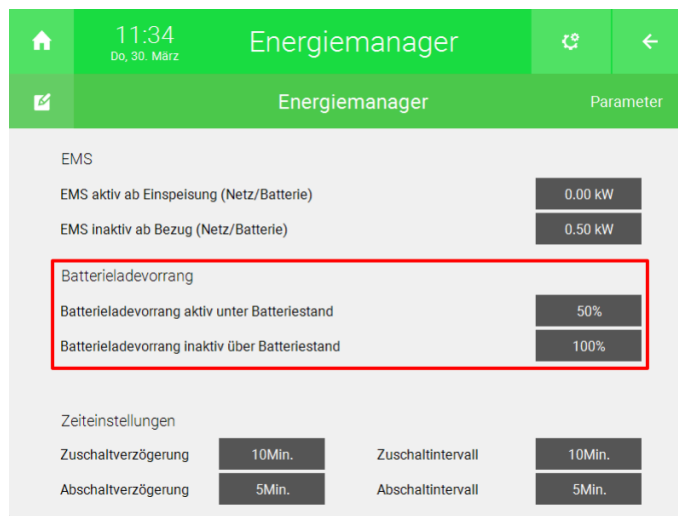 11:34
Do, 30. März
Energiemanager
Energiemanager
Parameter
EMS
EMS aktiv ab Einspeisung (Netz/Batterie) 0.00 kW
EMS inaktiv ab Bezug (Netz/Batterie) 0.50 kW
Batterieladevorrang
Batterieladevorrang aktiv unter Batteriestand 50%
Batterieladevorrang inaktiv über Batteriestand 100%
Zeiteinstellungen
Zuschaltverzögerung 10Min. Zuschaltintervall 10Min.
Abschaltverzögerung 5Min. Abschaltintervall 5Min.